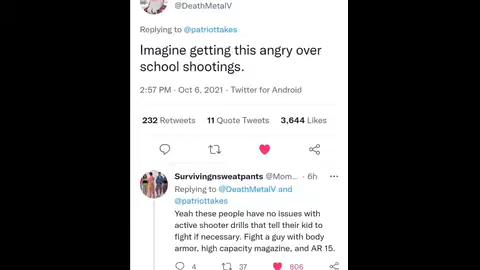 @DeathMetalV
Replying to @patriottakes
Imagine getting this angry over
school shootings.
2:57 PM · Oct 6, 2021 · Twitter for Android
232 Retweets 11 Quote Tweets 3,644 Likes
Survivingnsweatpants @Mom... · 6h
Replying to @DeathMetalV and
@patriottakes
Yeah these people have no issues with
active shooter drills that tell their kid to
fight if necessary. Fight a guy with body
armor, high capacity magazine, and AR 15.
4 37 806